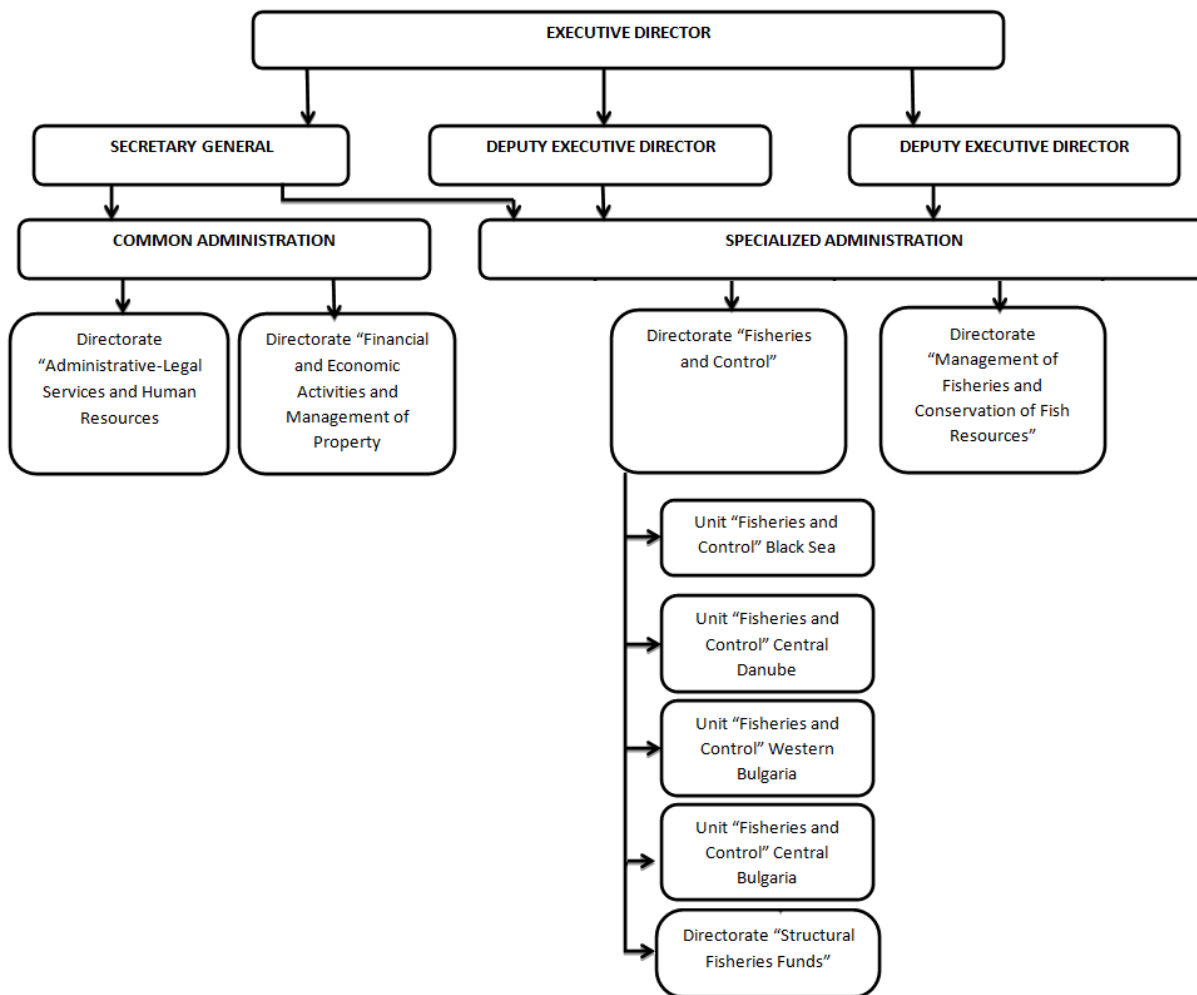 EXECUTIVE DIRECTOR
SECRETARY GENERAL
DEPUTY EXECUTIVE DIRECTOR
DEPUTY EXECUTIVE DIRECTOR
COMMON ADMINISTRATION
SPECIALIZED ADMINISTRATION
Directorate
“Administrative-Legal
Services and Human
Resources
Directorate “Financial
and Economic
Activities and
Management of
Property
Directorate “Fisheries
and Control”
Directorate
“Management of
Fisheries and
Conservation of Fish
Resources”
Unit “Fisheries and
Control” Black Sea
Unit “Fisheries and
Control” Central
Danube
Unit “Fisheries and
Control” Western
Bulgaria
Unit “Fisheries and
Control” Central
Bulgaria
Directorate “Structural
Fisheries Funds”